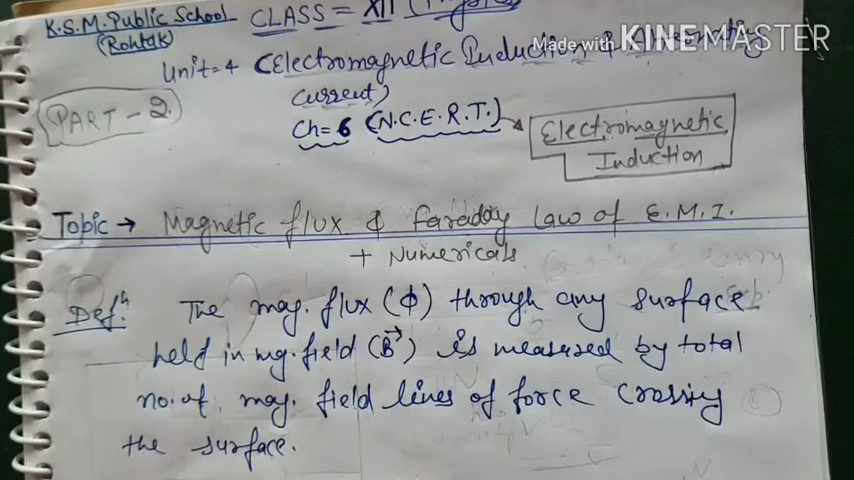 K.S.M. Public School
(Rohtak)
CLASS = XII (Physics)
Made with KINEMASTER
Unit = 4 (Electromagnetic Induction & Alternating
Current)
PART - 2
Ch = 6 (N.C.E.R.T.) → Electromagnetic
Induction
Topic → Magnetic flux & Faraday Law of E.M.I.
+ Numericals
Defⁿ. The mag. flux (ϕ) through any surface
held in mg. field (B⃗) is measured by total
no. of mag. field lines of force crossing
the surface.